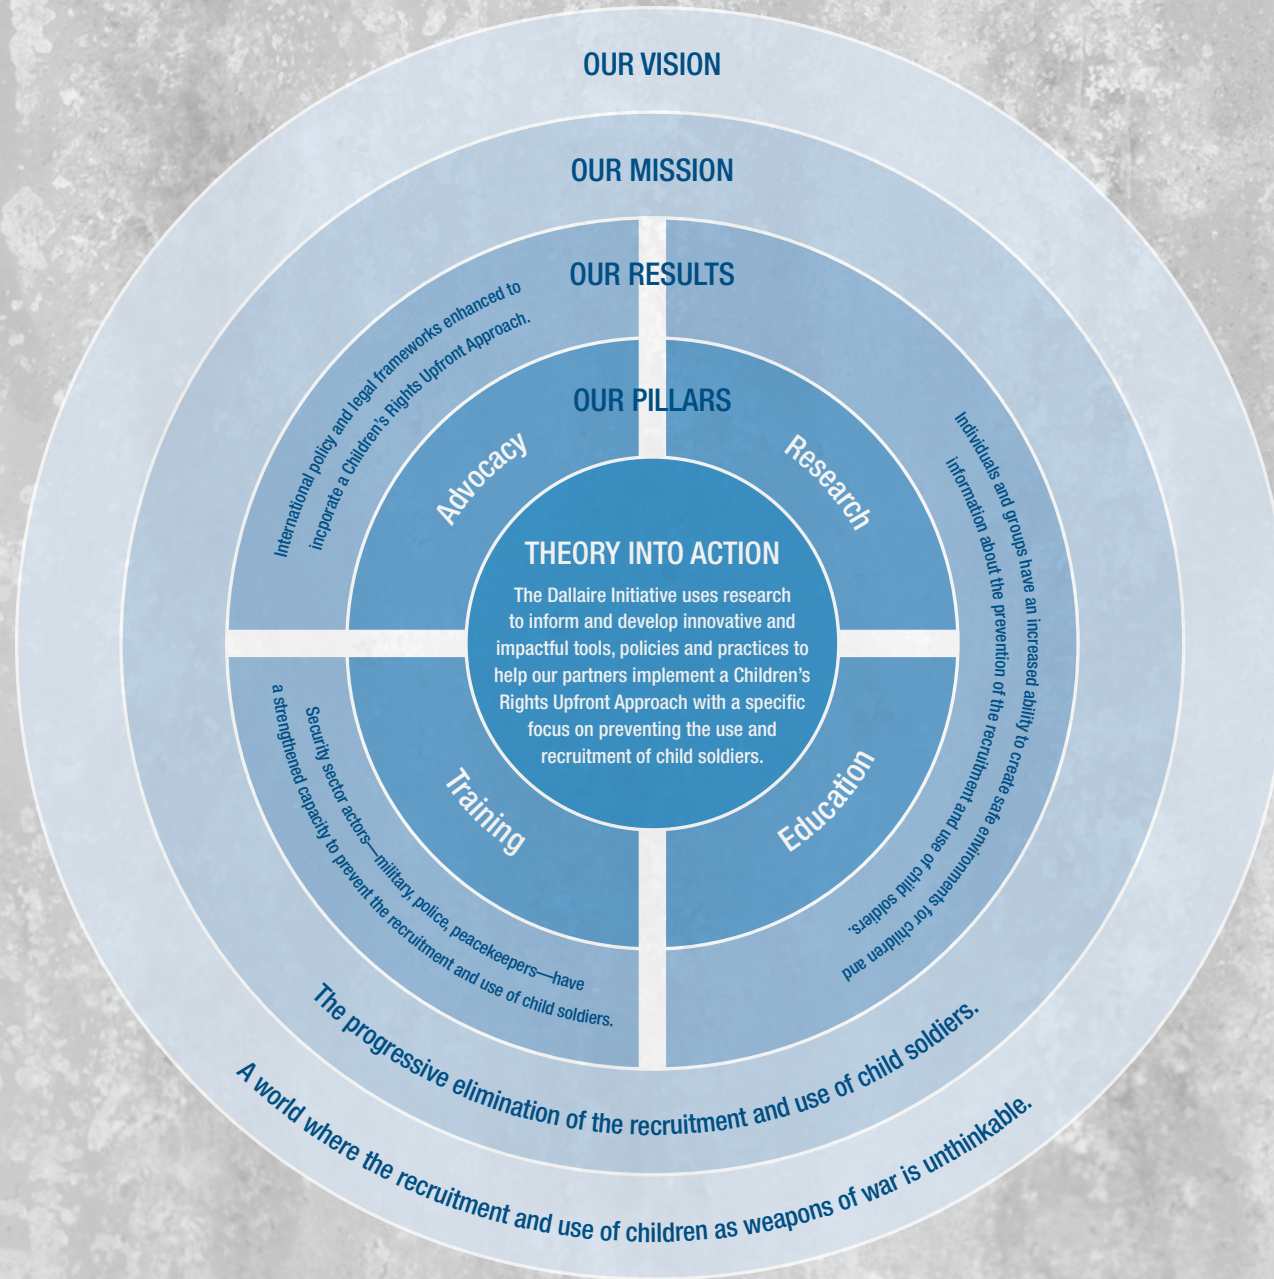 OUR VISION
OUR MISSION
OUR RESULTS
International policy and legal frameworks enhanced to
incporate a Children’s Rights Upfront Approach.
Individuals and groups have an increased ability to create safe environments for children and
information about the prevention of the recruitment and use of child soldiers.
OUR PILLARS
Advocacy
Research
THEORY INTO ACTION
The Dallaire Initiative uses research
to inform and develop innovative and
impactful tools, policies and practices to
help our partners implement a Children’s
Rights Upfront Approach with a specific
focus on preventing the use and
recruitment of child soldiers.
Training
Education
Security sector actors—military, police, peacekeepers—have
a strengthened capacity to prevent the recruitment and use of child soldiers.
The progressive elimination of the recruitment and use of child soldiers.
A world where the recruitment and use of children as weapons of war is unthinkable.